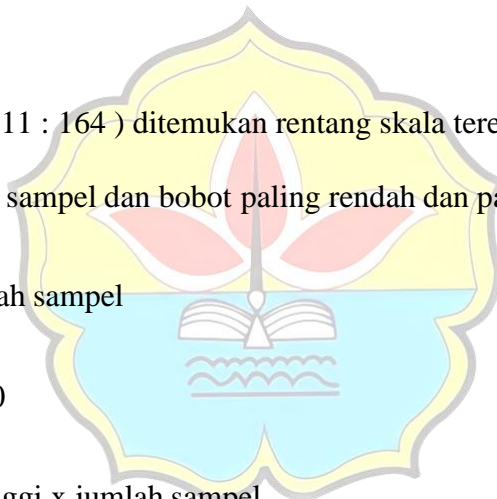 11 : 164 ) ditemukan rentang skala tere
sampel dan bobot paling rendah dan pa
ah sampel
)
ggi x jumlah sampel